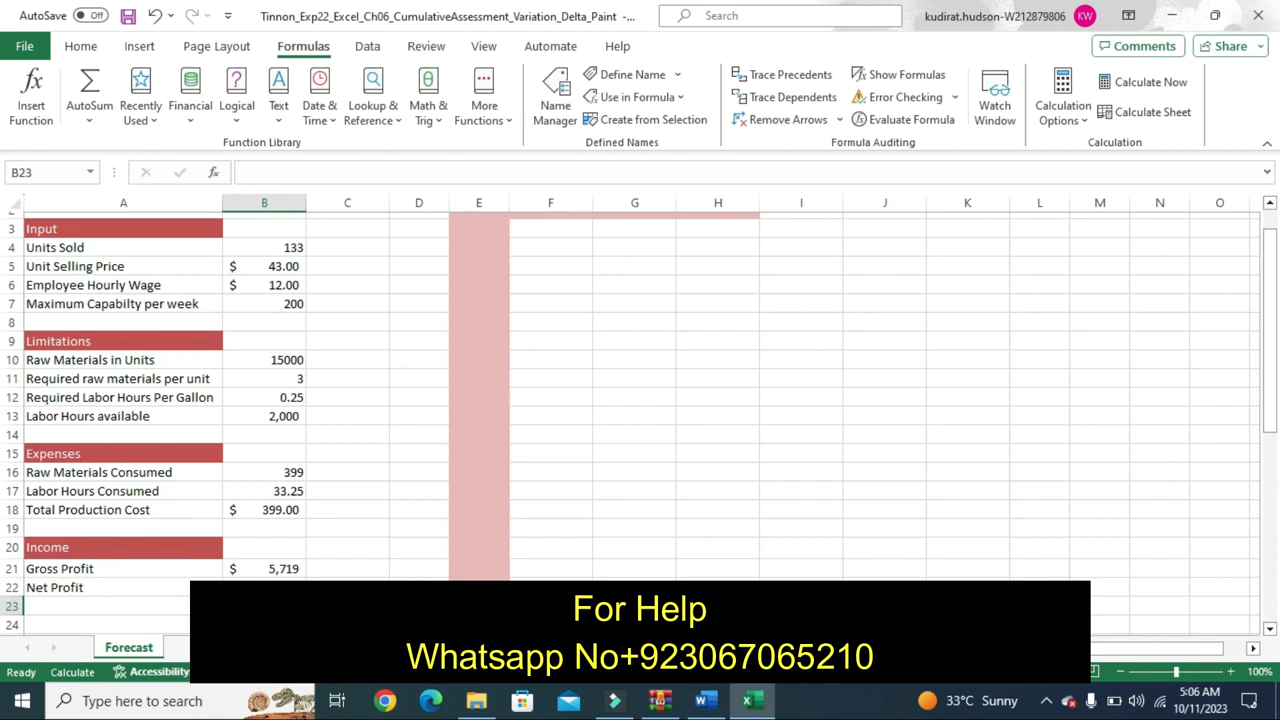 AutoSave Off Tinnon_Exp22_Excel_Ch06_CumulativeAssessment_Variation_Delta_Paint -... Search kudirat.hudson-W212879806 KW
File Home Insert Page Layout Formulas Data Review View Automate Help Comments Share
Insert Function AutoSum Recently Used Financial Logical Text Date & Time Lookup & Reference Math & Trig More Functions
Function Library
Name Manager Define Name Use in Formula Create from Selection
Defined Names
Trace Precedents Trace Dependents Remove Arrows Show Formulas Error Checking Evaluate Formula Watch Window
Formula Auditing
Calculation Options Calculate Now Calculate Sheet
Calculation
B23 fx
A B C D E F G H I J K L M N O
3 Input
4 Units Sold 133
5 Unit Selling Price $ 43.00
6 Employee Hourly Wage $ 12.00
7 Maximum Capabilty per week 200
8
9 Limitations
10 Raw Materials in Units 15000
11 Required raw materials per unit 3
12 Required Labor Hours Per Gallon 0.25
13 Labor Hours available 2,000
14
15 Expenses
16 Raw Materials Consumed 399
17 Labor Hours Consumed 33.25
18 Total Production Cost $ 399.00
19
20 Income
21 Gross Profit $ 5,719
22 Net Profit
23
24
For Help
Whatsapp No+923067065210
Forecast
Ready Calculate Accessibility 100%
Type here to search 33°C Sunny 5:06 AM
10/11/2023